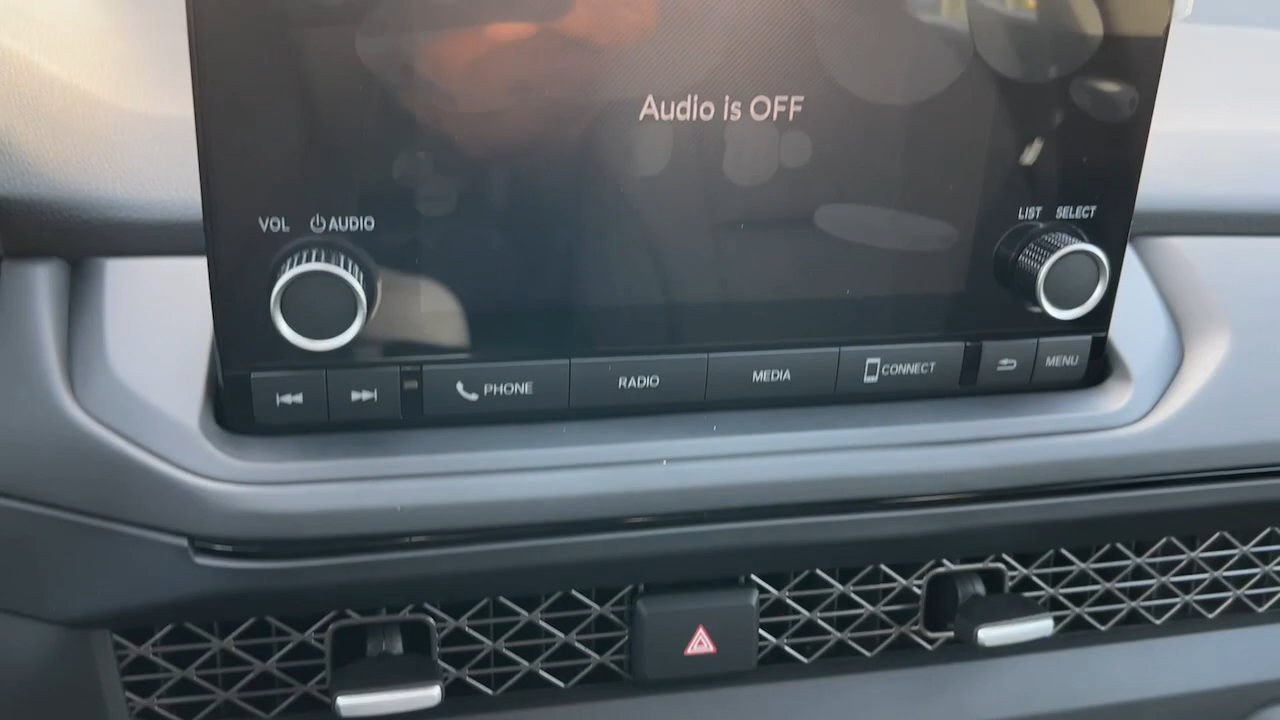 Audio is OFF
VOL AUDIO
LIST SELECT
PHONE RADIO MEDIA CONNECT MENU